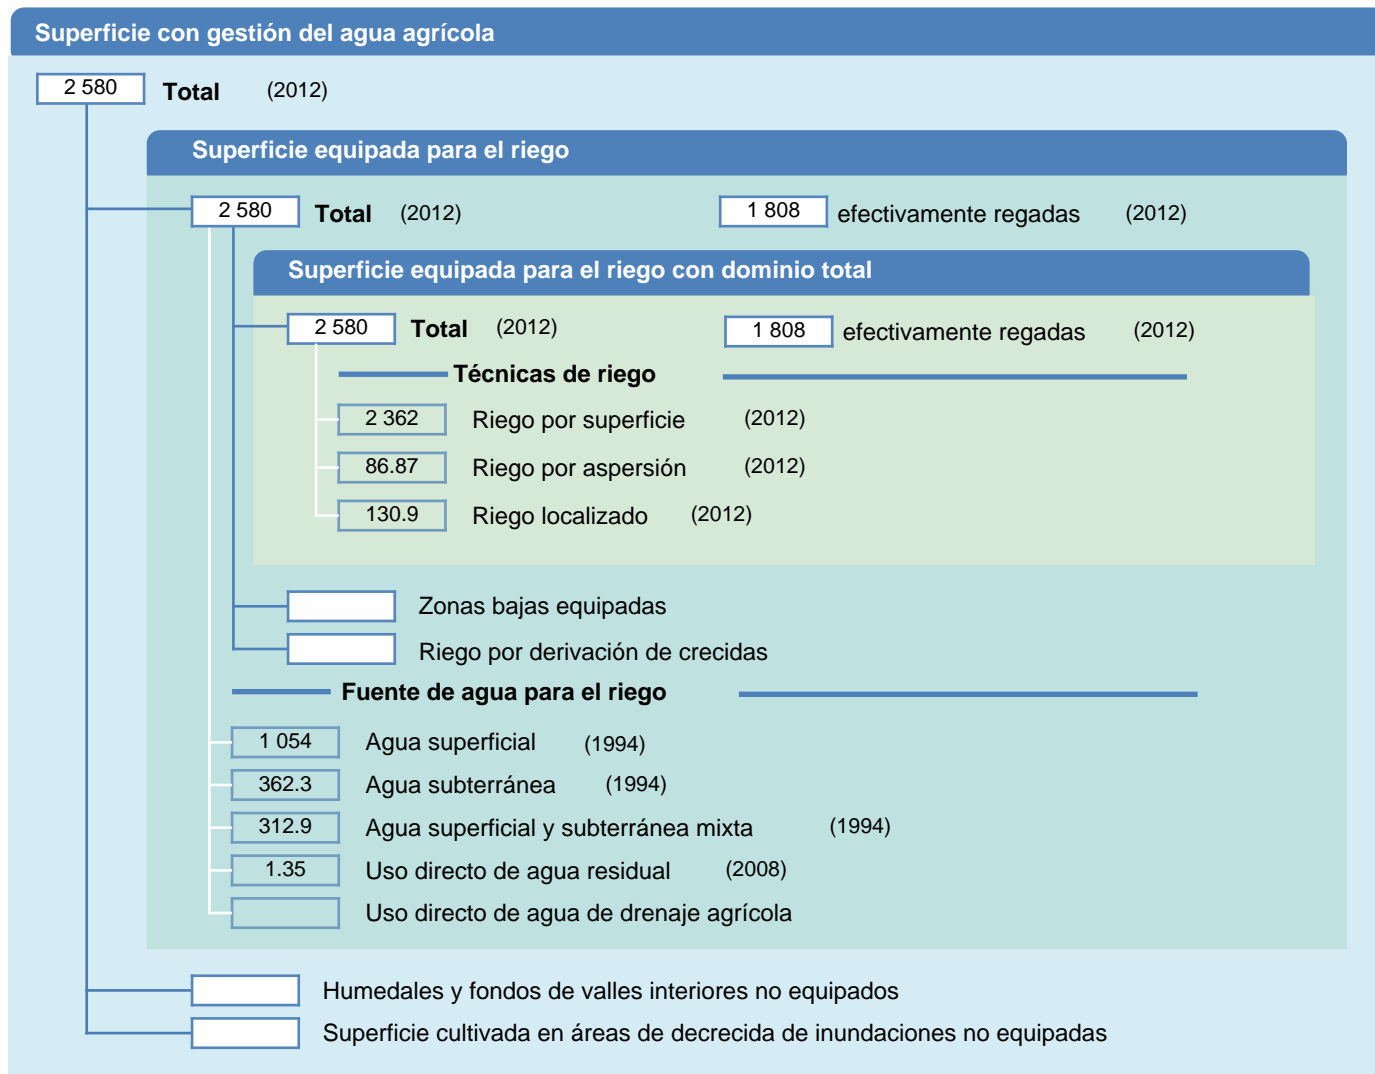 Superficie con gestión del agua agrícola
2 580 Total (2012)
Superficie equipada para el riego
2 580 Total (2012) 1 808 efectivamente regadas (2012)
Superficie equipada para el riego con dominio total
2 580 Total (2012) 1 808 efectivamente regadas (2012)
Técnicas de riego
2 362 Riego por superficie (2012)
86.87 Riego por aspersión (2012)
130.9 Riego localizado (2012)
Zonas bajas equipadas
Riego por derivación de crecidas
Fuente de agua para el riego
1 054 Agua superficial (1994)
362.3 Agua subterránea (1994)
312.9 Agua superficial y subterránea mixta (1994)
1.35 Uso directo de agua residual (2008)
Uso directo de agua de drenaje agrícola
Humedales y fondos de valles interiores no equipados
Superficie cultivada en áreas de decrecida de inundaciones no equipadas